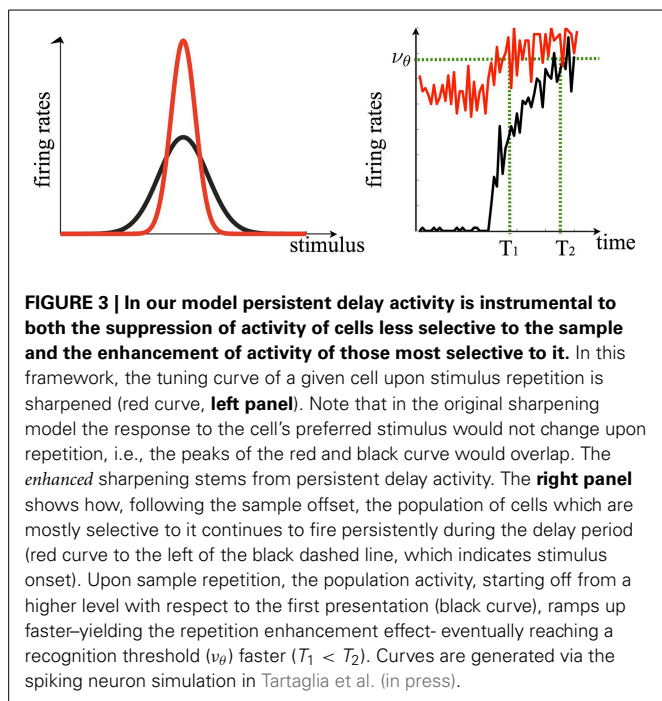 firing rates
stimulus
firing rates
νθ
T1
T2
time
FIGURE 3 | In our model persistent delay activity is instrumental to
both the suppression of activity of cells less selective to the sample
and the enhancement of activity of those most selective to it. In this
framework, the tuning curve of a given cell upon stimulus repetition is
sharpened (red curve, left panel). Note that in the original sharpening
model the response to the cell's preferred stimulus would not change upon
repetition, i.e., the peaks of the red and black curve would overlap. The
enhanced sharpening stems from persistent delay activity. The right panel
shows how, following the sample offset, the population of cells which are
mostly selective to it continues to fire persistently during the delay period
(red curve to the left of the black dashed line, which indicates stimulus
onset). Upon sample repetition, the population activity, starting off from a
higher level with respect to the first presentation (black curve), ramps up
faster–yielding the repetition enhancement effect- eventually reaching a
recognition threshold (νθ) faster (T1 < T2). Curves are generated via the
spiking neuron simulation in Tartaglia et al. (in press).